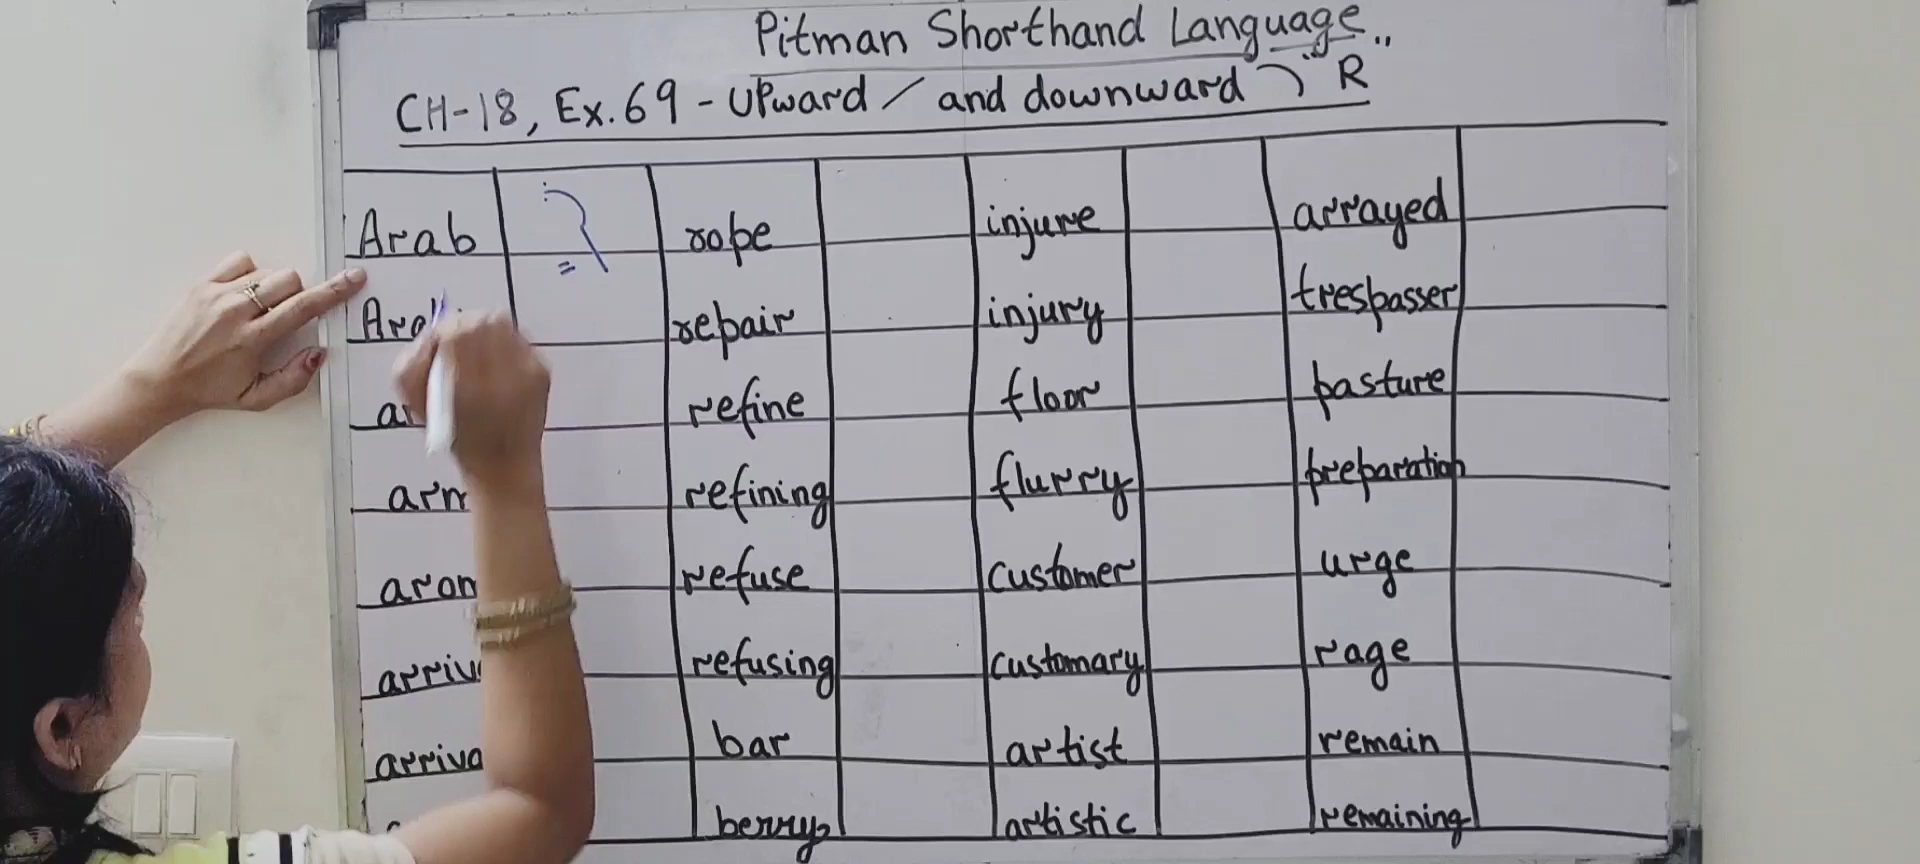 Pitman Shorthand Language..
CH-18, Ex. 69 - UPward / and downward " R
Arab rope injure arrayed
repair injury trespasser
refine floor pasture
refining flurry preparation
refuse customer urge
refusing customary rage
bar artist remain
berry artistic remaining